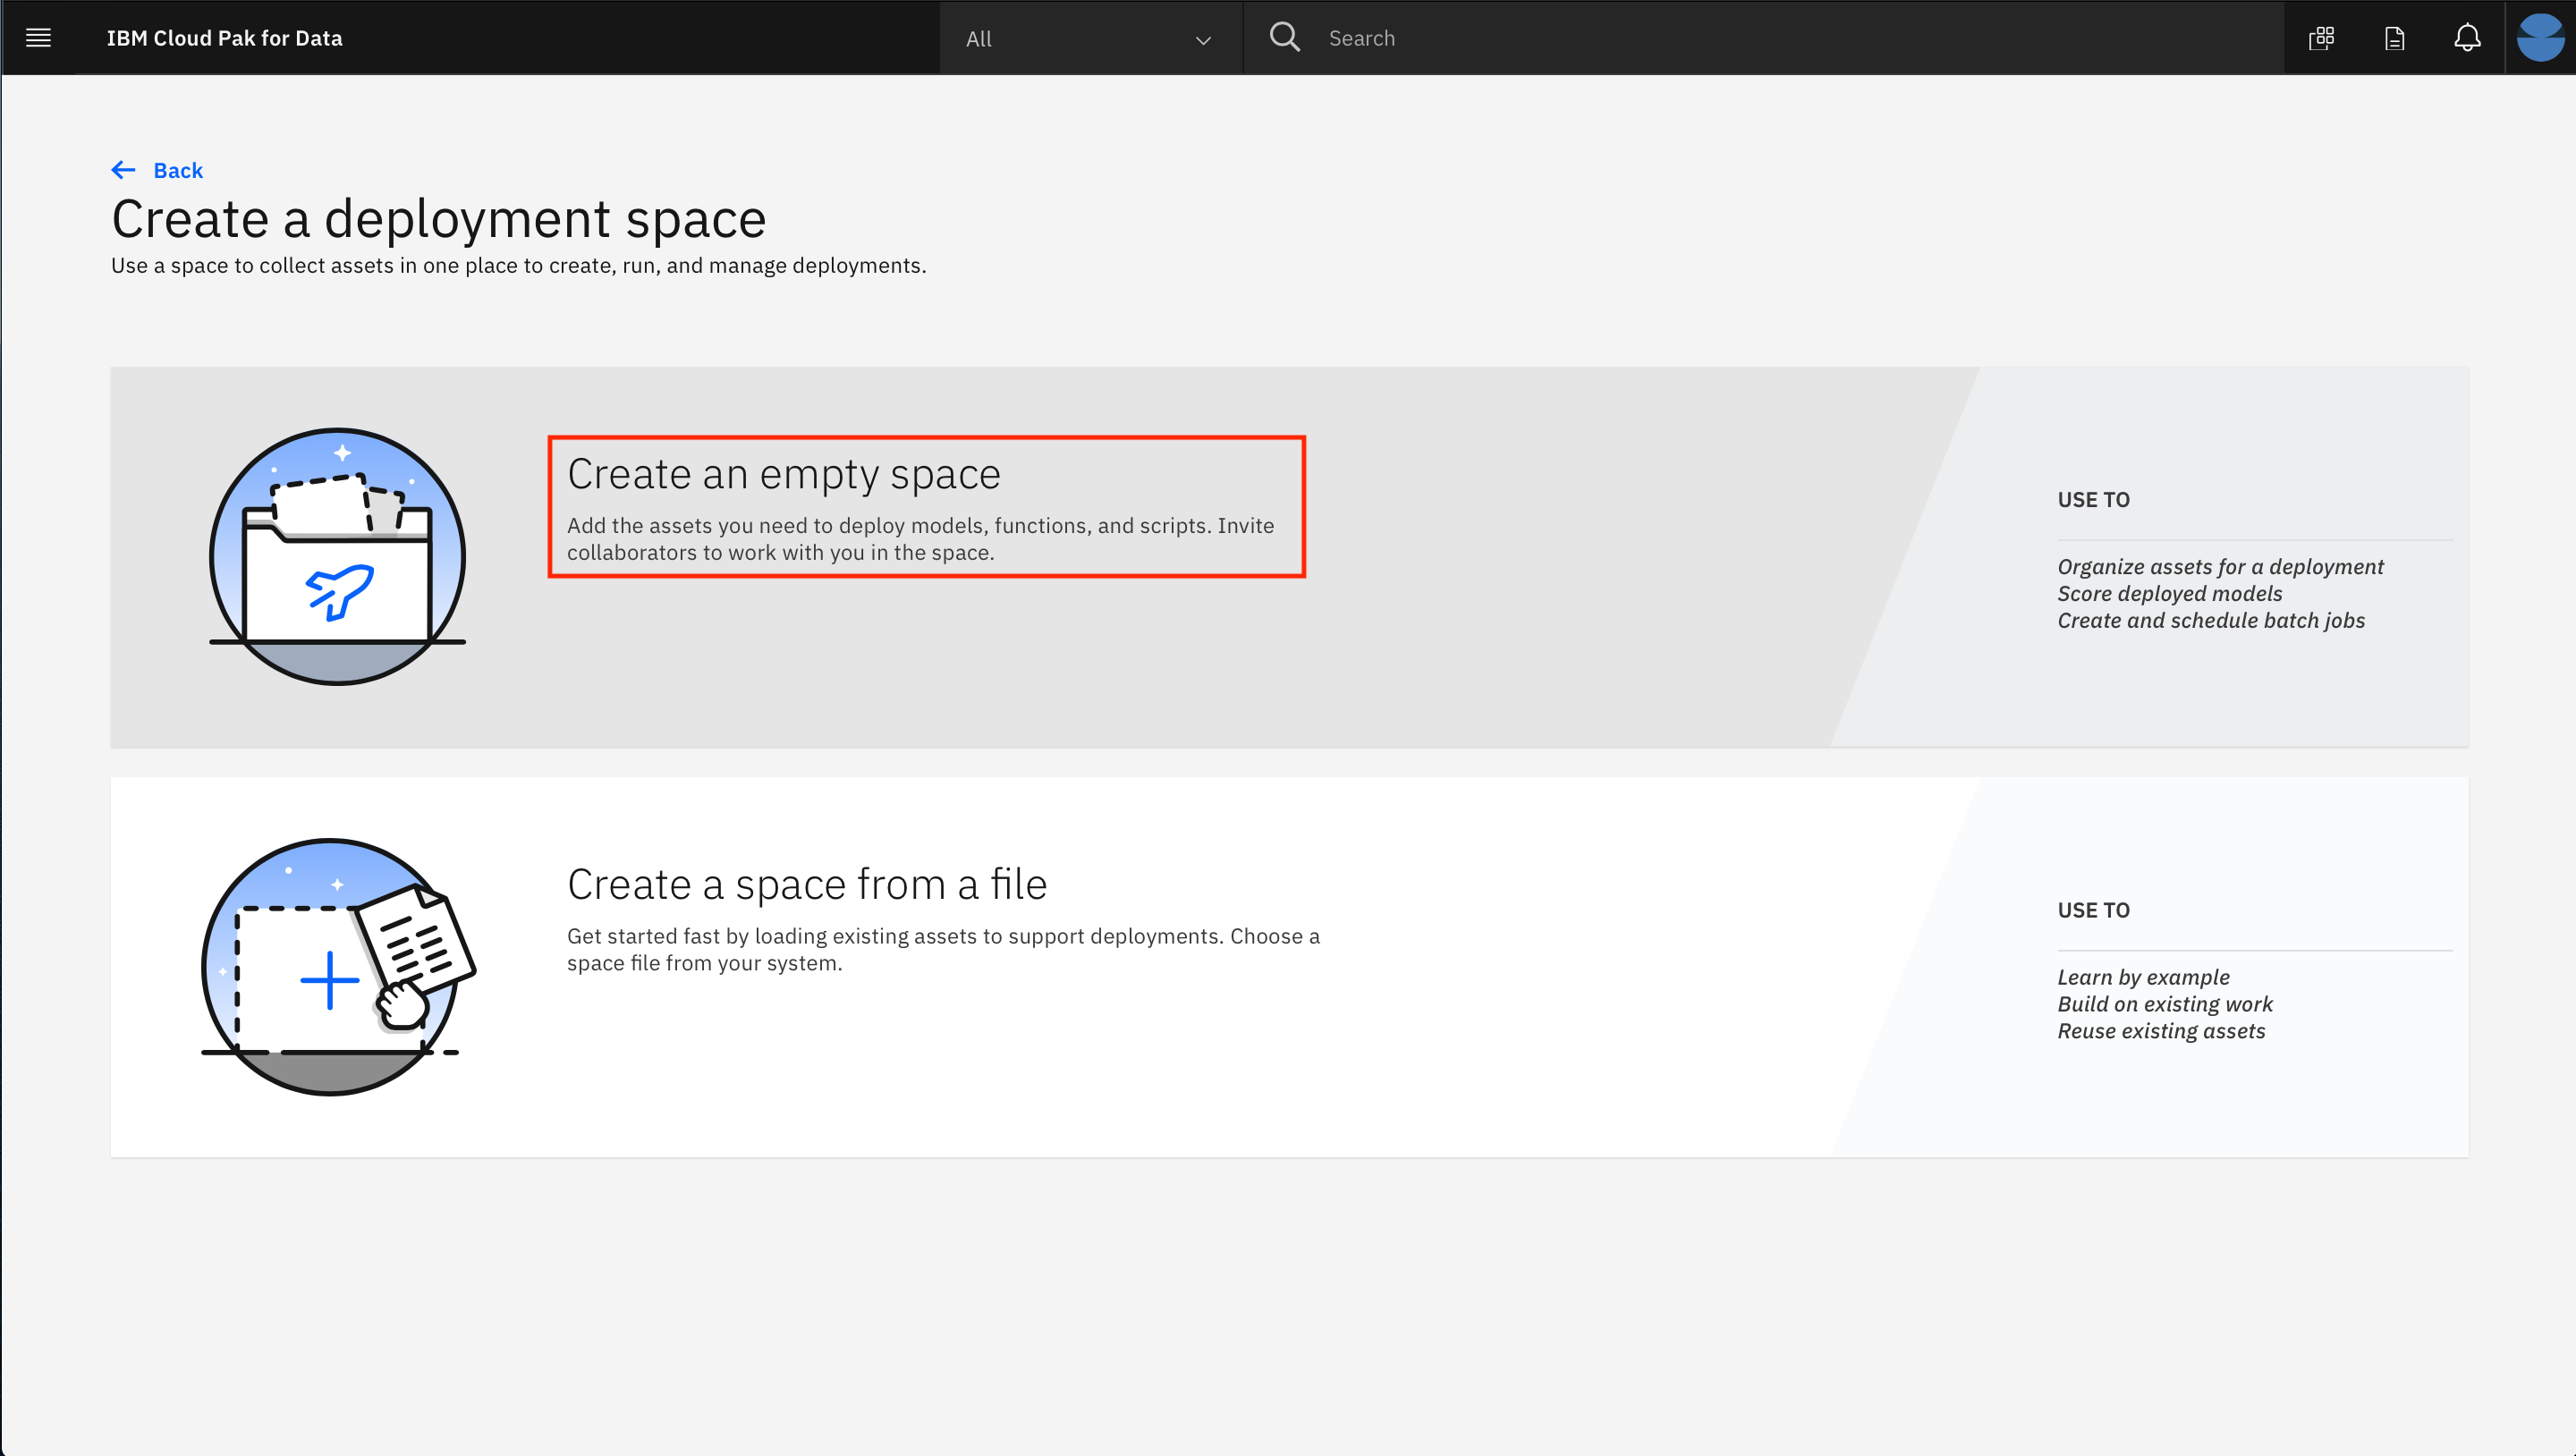 IBM Cloud Pak for Data
All
Search
Back
Create a deployment space
Use a space to collect assets in one place to create, run, and manage deployments.
Create an empty space
Add the assets you need to deploy models, functions, and scripts. Invite
collaborators to work with you in the space.
USE TO
Organize assets for a deployment
Score deployed models
Create and schedule batch jobs
Create a space from a file
Get started fast by loading existing assets to support deployments. Choose a
space file from your system.
USE TO
Learn by example
Build on existing work
Reuse existing assets